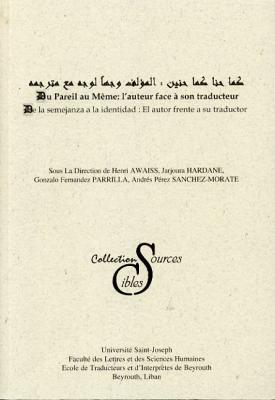 كما حنا كما حنين : المؤلف وجهاً لوجه مع مترجمه
Du Pareil au Même: l'auteur face à son traducteur
De la semejanza a la identidad : El autor frente a su traductor
Sous La Direction de Henri AWAISS, Jarjoura HARDANE,
Gonzalo Fernandez PARRILLA, Andrés Pérez SANCHEZ-MORATE
Collection Sources
Cibles
Université Saint-Joseph
Faculté des Lettres et des Sciences Humaines
Ecole de Traducteurs et d'Interprètes de Beyrouth
Beyrouth, Liban